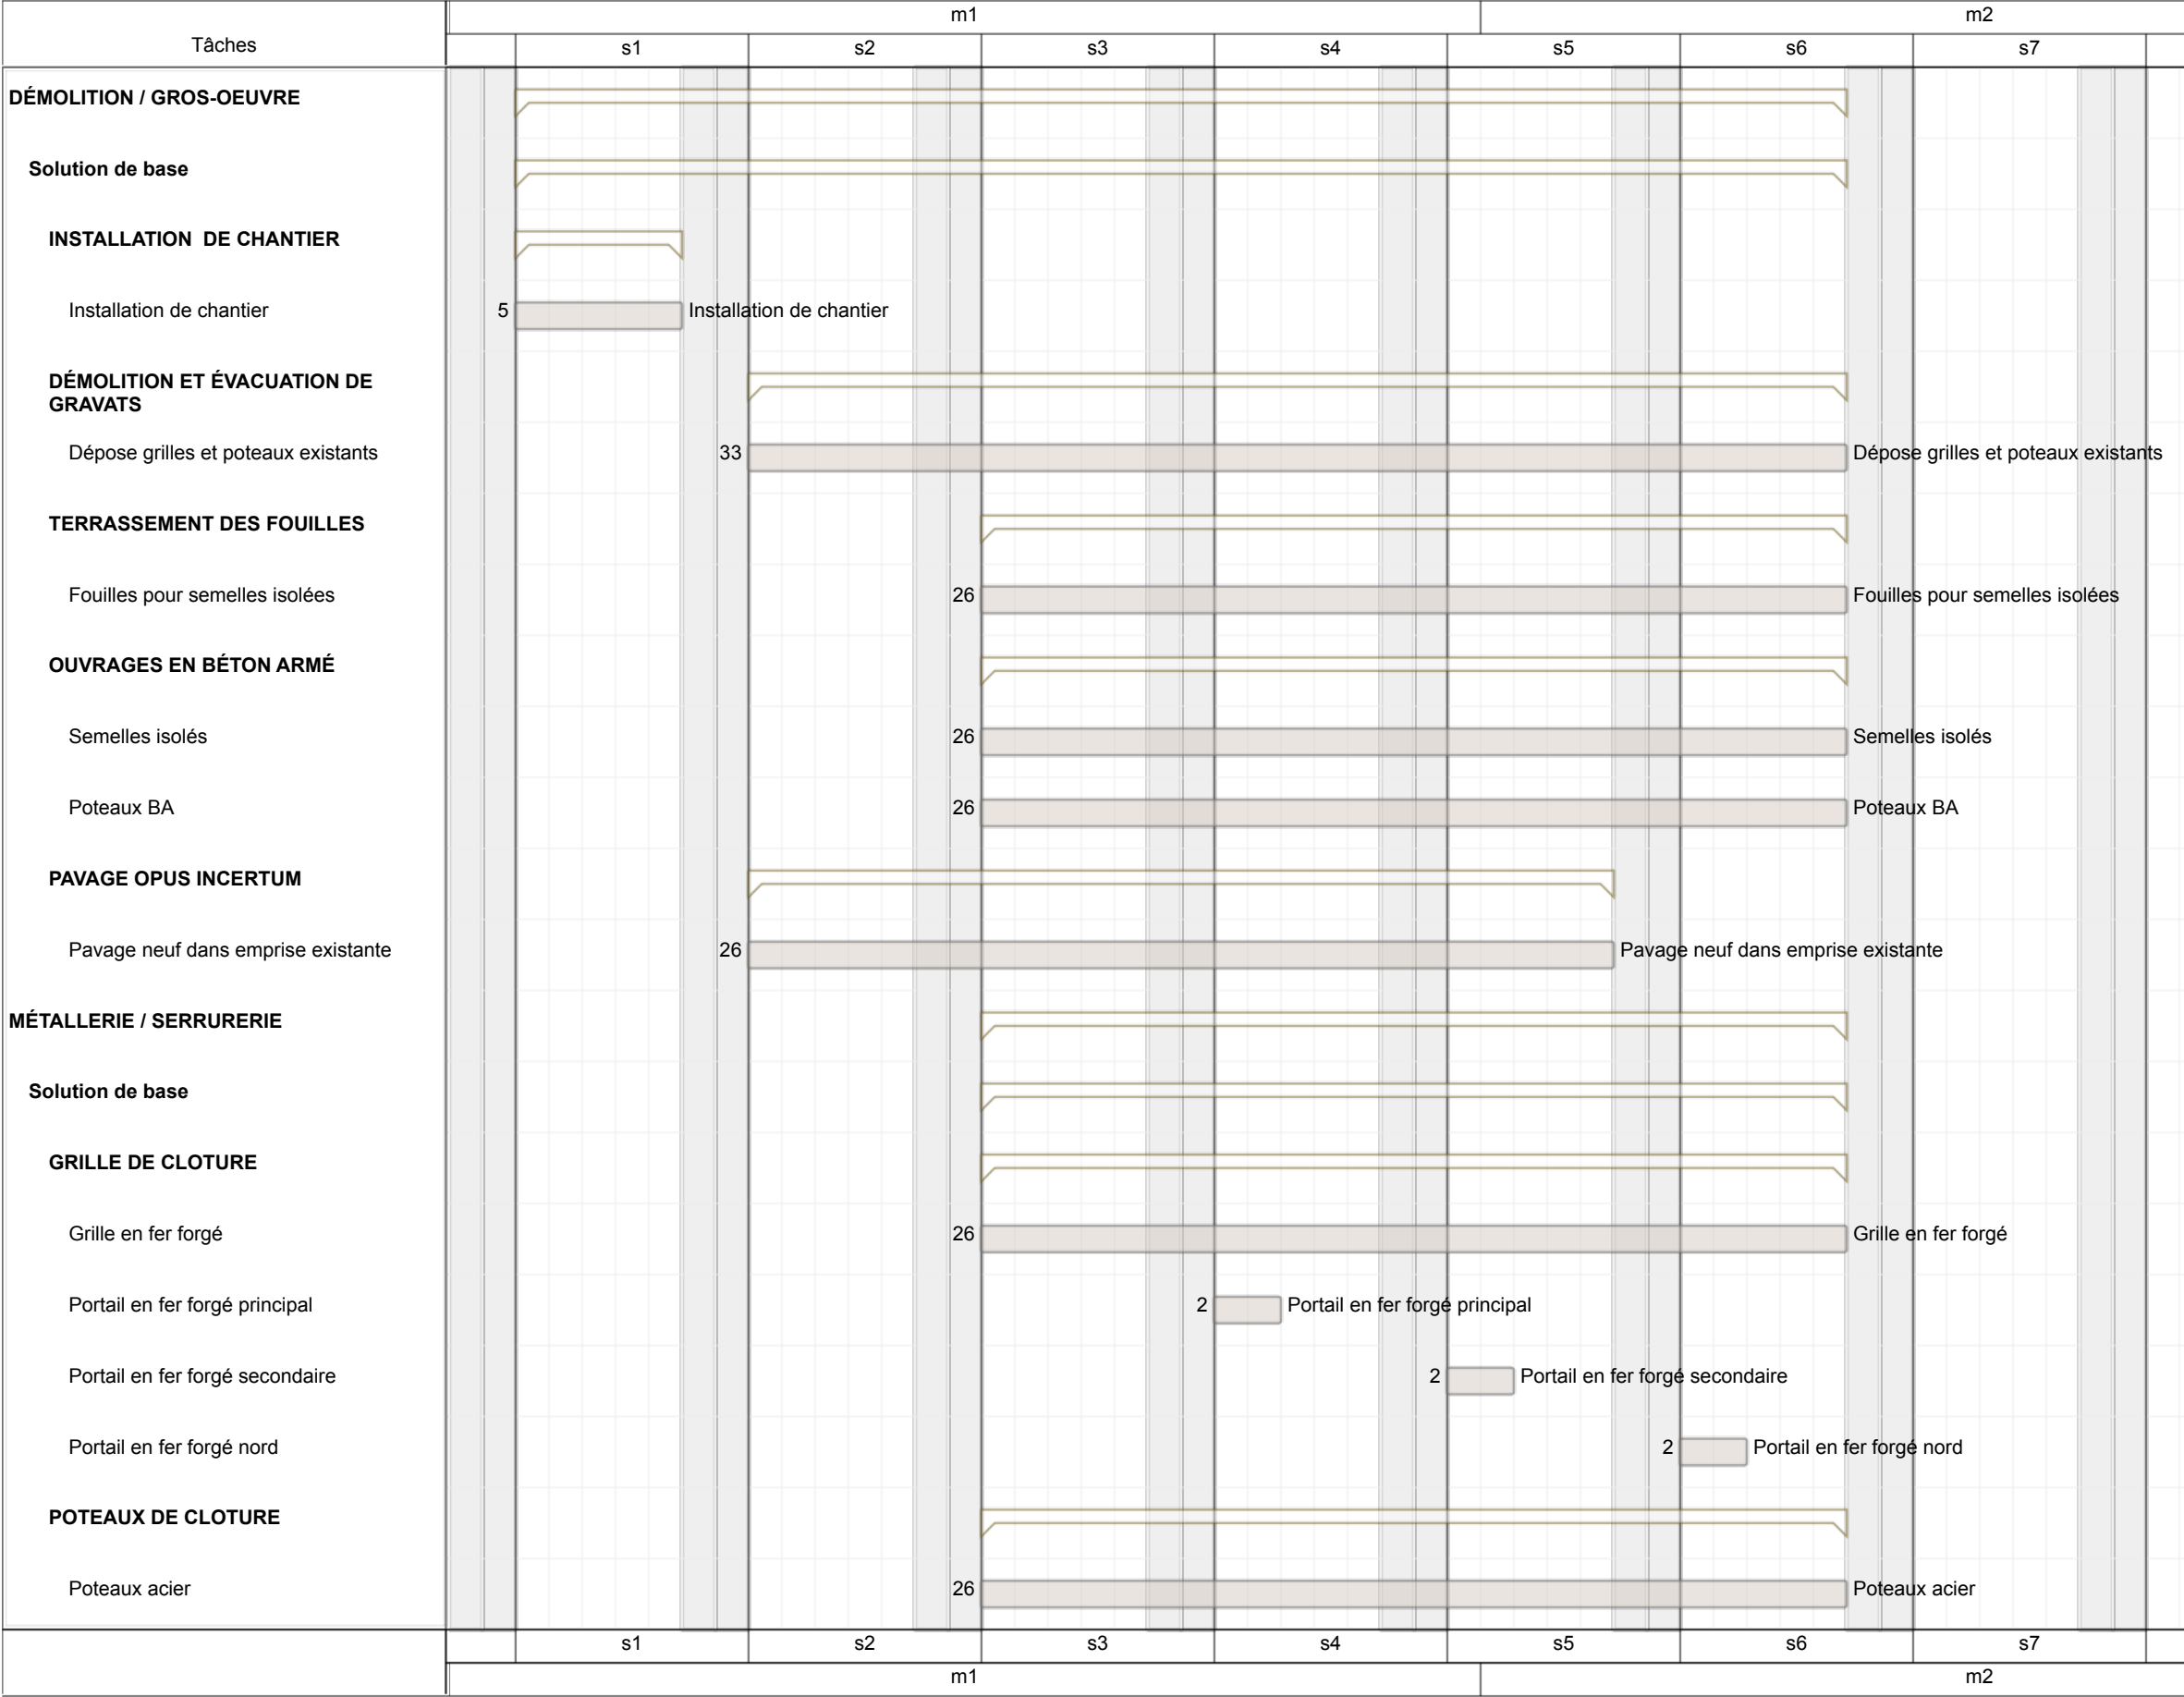 m1 m2
Tâches s1 s2 s3 s4 s5 s6 s7
DÉMOLITION / GROS-OEUVRE
Solution de base
INSTALLATION DE CHANTIER
Installation de chantier 5 Installation de chantier
DÉMOLITION ET ÉVACUATION DE
GRAVATS
Dépose grilles et poteaux existants 33 Dépose grilles et poteaux existants
TERRASSEMENT DES FOUILLES
Fouilles pour semelles isolées 26 Fouilles pour semelles isolées
OUVRAGES EN BÉTON ARMÉ
Semelles isolés 26 Semelles isolés
Poteaux BA 26 Poteaux BA
PAVAGE OPUS INCERTUM
Pavage neuf dans emprise existante 26 Pavage neuf dans emprise existante
MÉTALLERIE / SERRURERIE
Solution de base
GRILLE DE CLOTURE
Grille en fer forgé 26 Grille en fer forgé
Portail en fer forgé principal 2 Portail en fer forgé principal
Portail en fer forgé secondaire 2 Portail en fer forgé secondaire
Portail en fer forgé nord 2 Portail en fer forgé nord
POTEAUX DE CLOTURE
Poteaux acier 26 Poteaux acier
s1 s2 s3 s4 s5 s6 s7
m1 m2